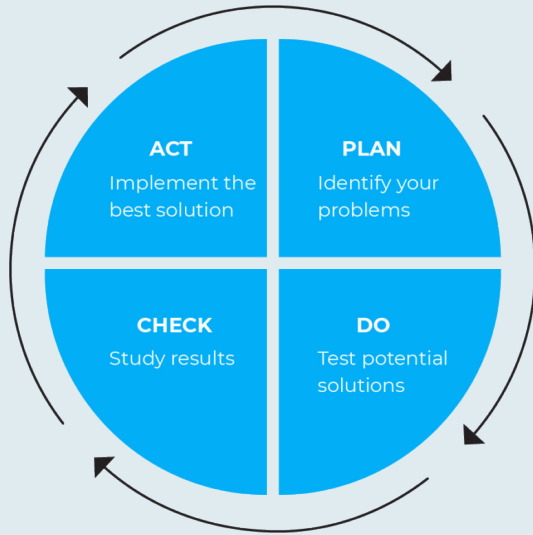 ACT
Implement the
best solution
PLAN
Identify your
problems
CHECK
Study results
DO
Test potential
solutions